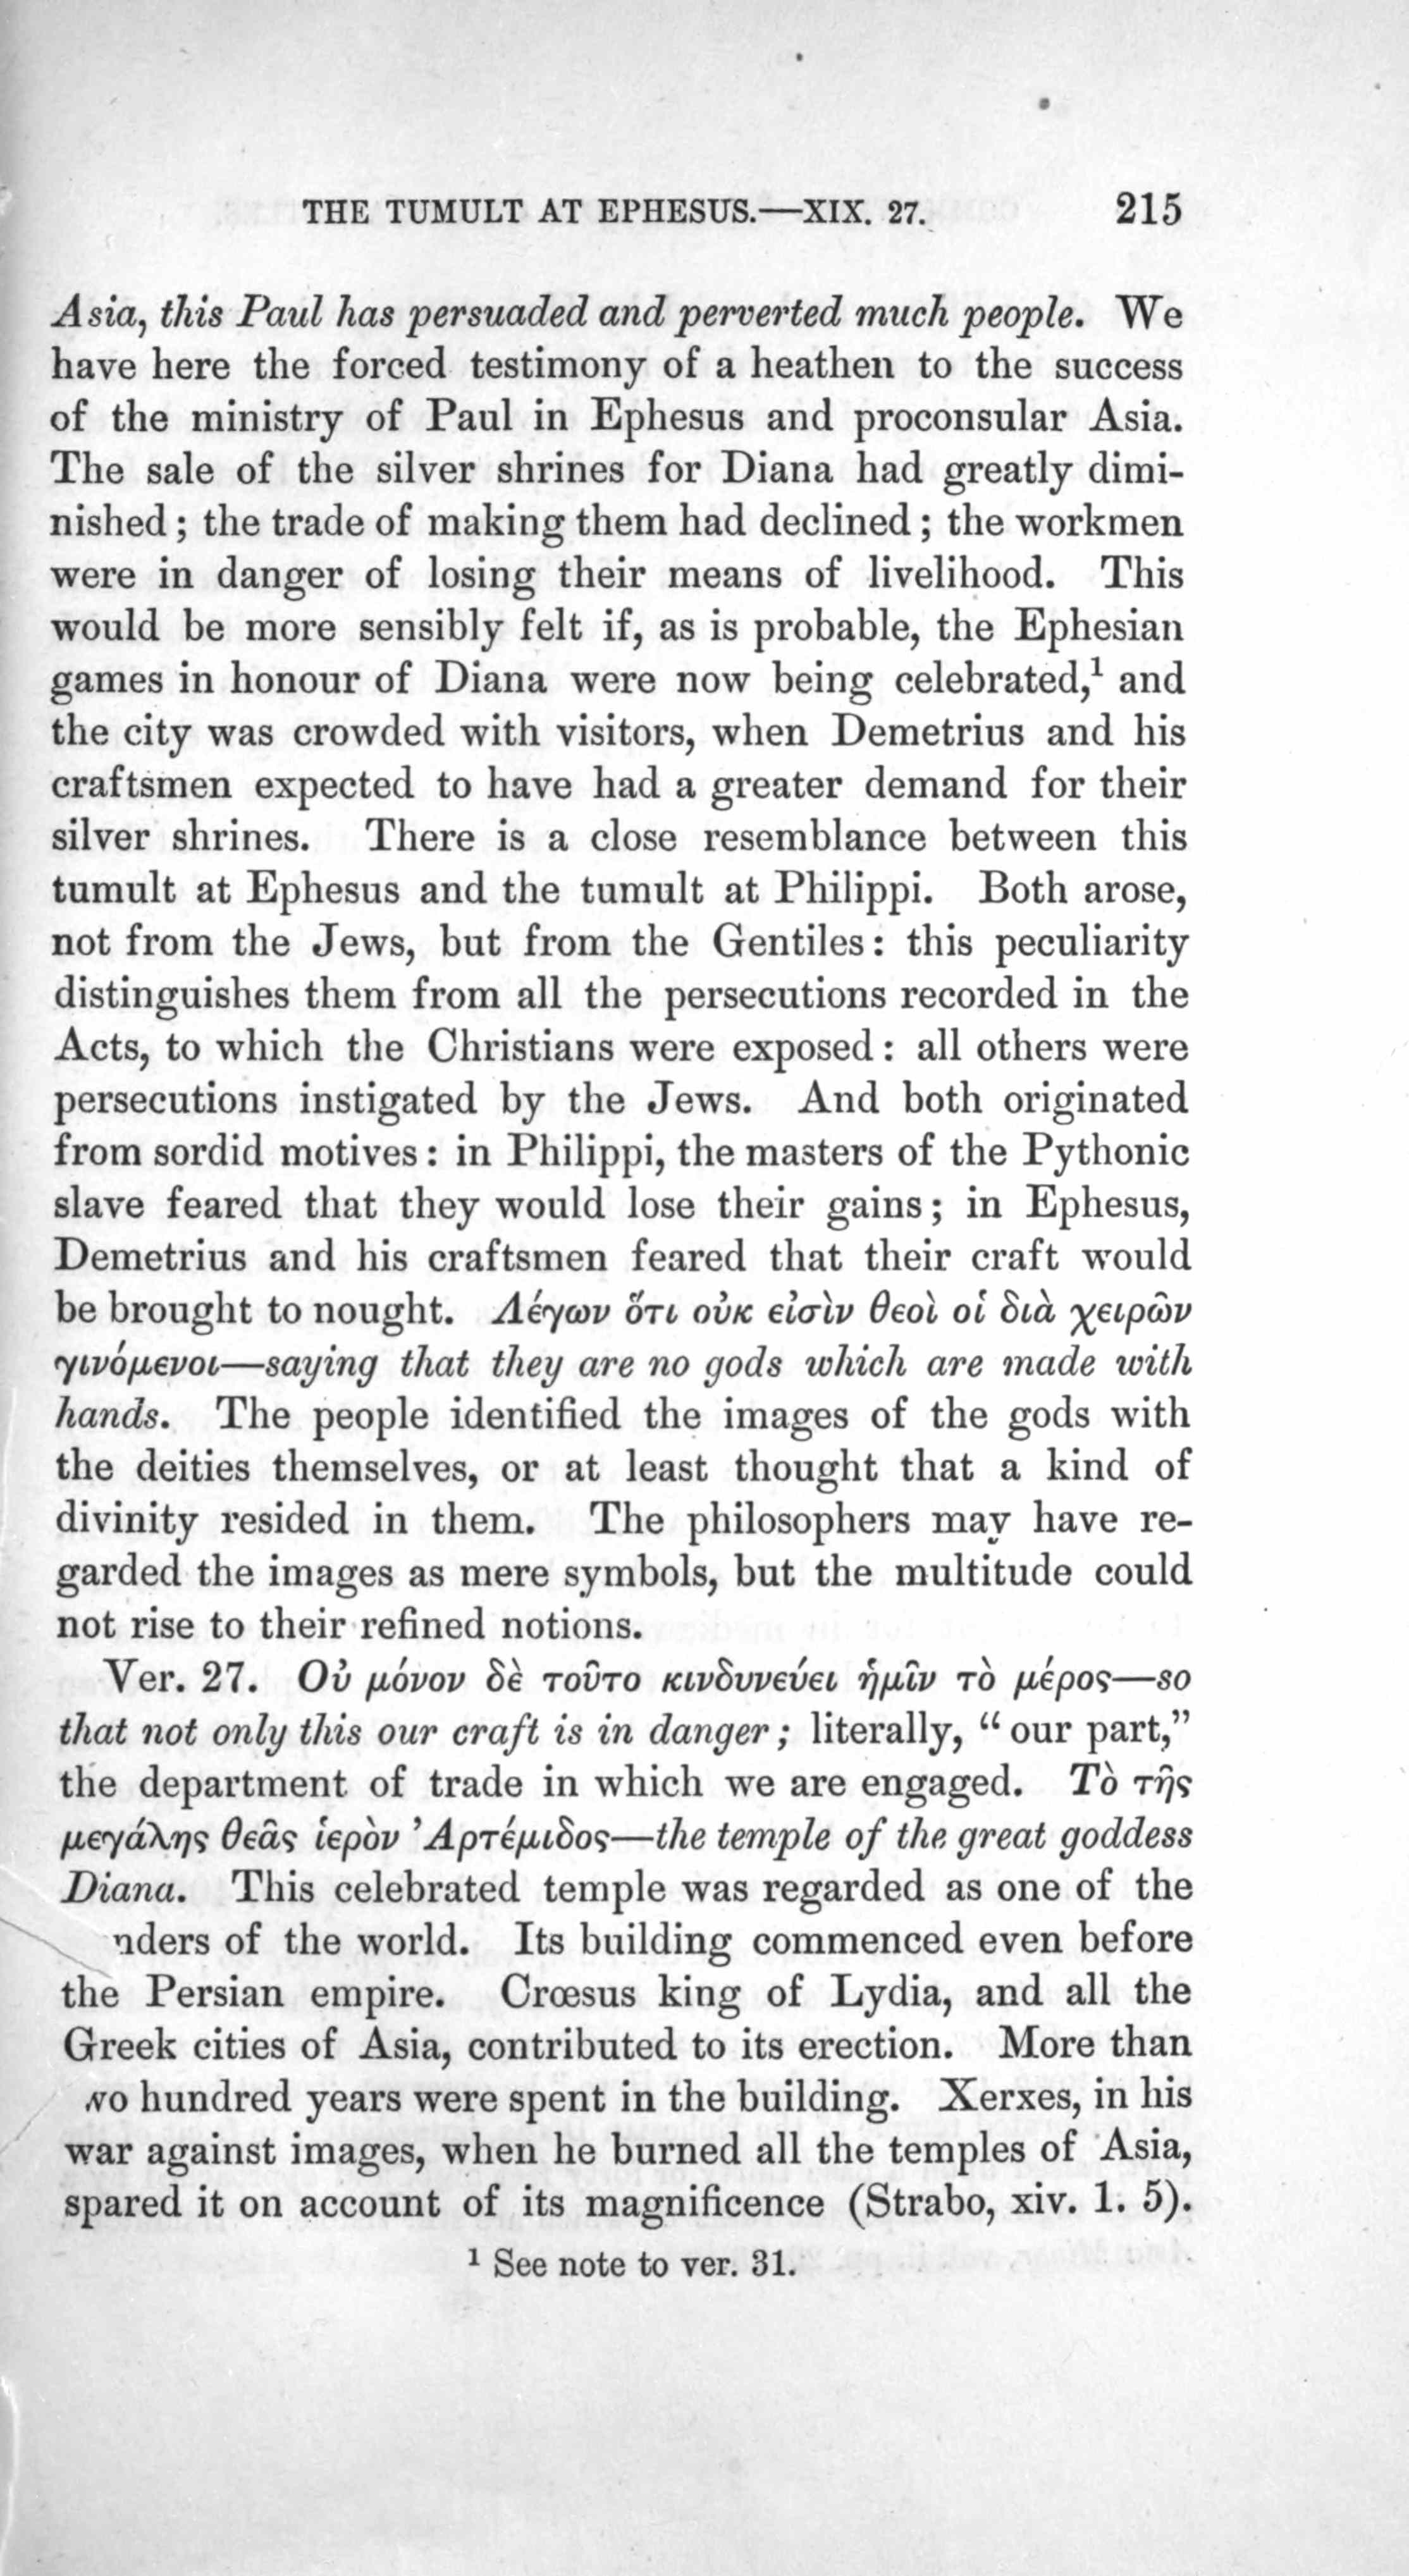 THE TUMULT AT EPHESUS.—XIX. 27. 215
Asia, this Paul has persuaded and perverted much people. We
have here the forced testimony of a heathen to the success
of the ministry of Paul in Ephesus and proconsular Asia.
The sale of the silver shrines for Diana had greatly dimi-
nished; the trade of making them had declined; the workmen
were in danger of losing their means of livelihood. This
would be more sensibly felt if, as is probable, the Ephesian
games in honour of Diana were now being celebrated,¹ and
the city was crowded with visitors, when Demetrius and his
craftsmen expected to have had a greater demand for their
silver shrines. There is a close resemblance between this
tumult at Ephesus and the tumult at Philippi. Both arose,
not from the Jews, but from the Gentiles: this peculiarity
distinguishes them from all the persecutions recorded in the
Acts, to which the Christians were exposed: all others were
persecutions instigated by the Jews. And both originated
from sordid motives: in Philippi, the masters of the Pythonic
slave feared that they would lose their gains; in Ephesus,
Demetrius and his craftsmen feared that their craft would
be brought to nought. Λέγων ὅτι οὐκ εἰσὶν θεοὶ οἱ διὰ χειρῶν
γινόμενοι—saying that they are no gods which are made with
hands. The people identified the images of the gods with
the deities themselves, or at least thought that a kind of
divinity resided in them. The philosophers may have re-
garded the images as mere symbols, but the multitude could
not rise to their refined notions.
Ver. 27. Οὐ μόνον δὲ τοῦτο κινδυνεύει ἡμῖν τὸ μέρος—so
that not only this our craft is in danger; literally, "our part,"
the department of trade in which we are engaged. Τὸ τῆς
μεγάλης θεᾶς ἱερὸν Ἀρτέμιδος—the temple of the great goddess
Diana. This celebrated temple was regarded as one of the
nders of the world. Its building commenced even before
the Persian empire. Crœsus king of Lydia, and all the
Greek cities of Asia, contributed to its erection. More than
wo hundred years were spent in the building. Xerxes, in his
war against images, when he burned all the temples of Asia,
spared it on account of its magnificence (Strabo, xiv. 1. 5).
¹ See note to ver. 31.